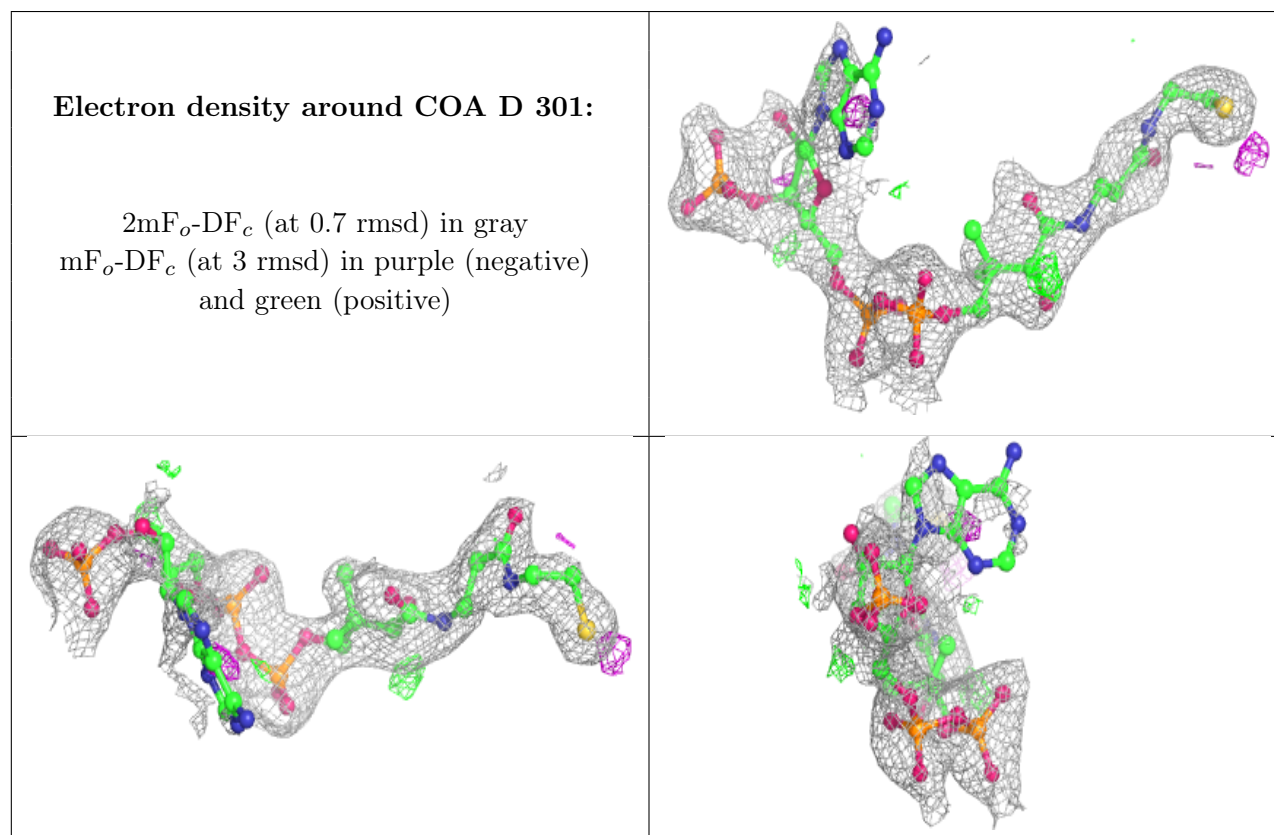 Electron density around COA D 301:
2mFo-DFc (at 0.7 rmsd) in gray
mFo-DFc (at 3 rmsd) in purple (negative)
and green (positive)